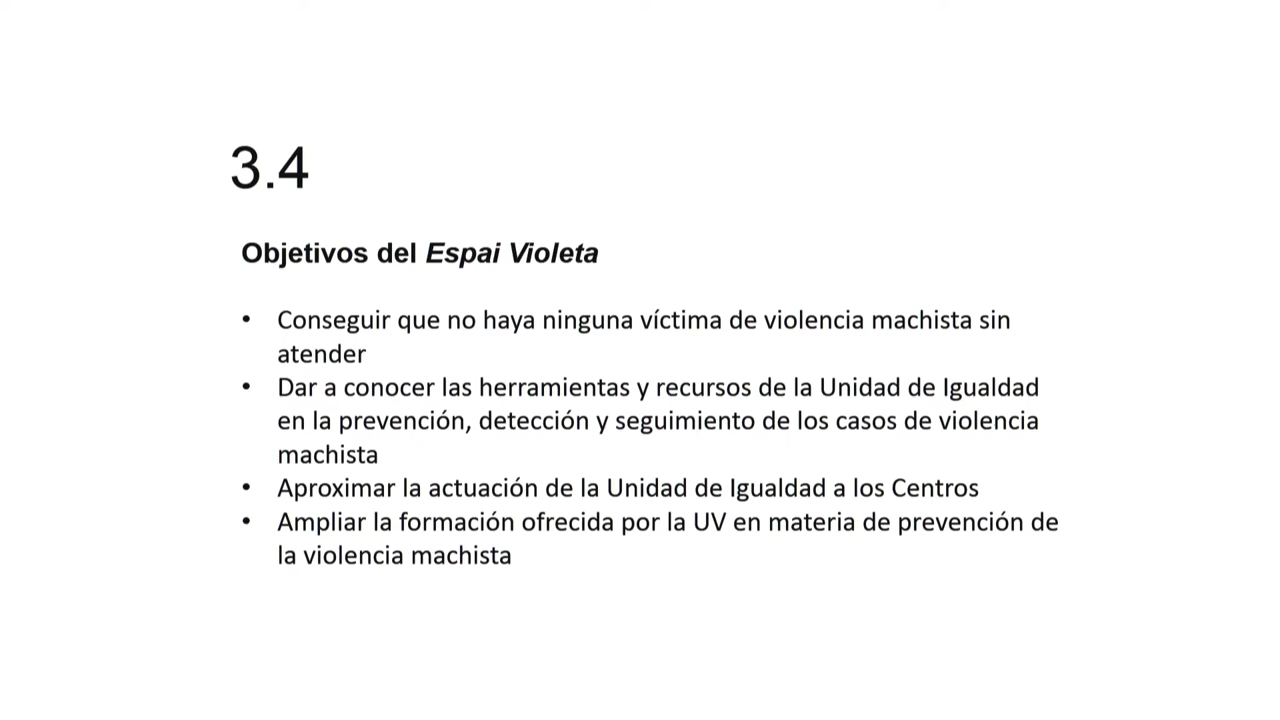 3.4
Objetivos del Espai Violeta
• Conseguir que no haya ninguna víctima de violencia machista sin
atender
• Dar a conocer las herramientas y recursos de la Unidad de Igualdad
en la prevención, detección y seguimiento de los casos de violencia
machista
• Aproximar la actuación de la Unidad de Igualdad a los Centros
• Ampliar la formación ofrecida por la UV en materia de prevención de
la violencia machista